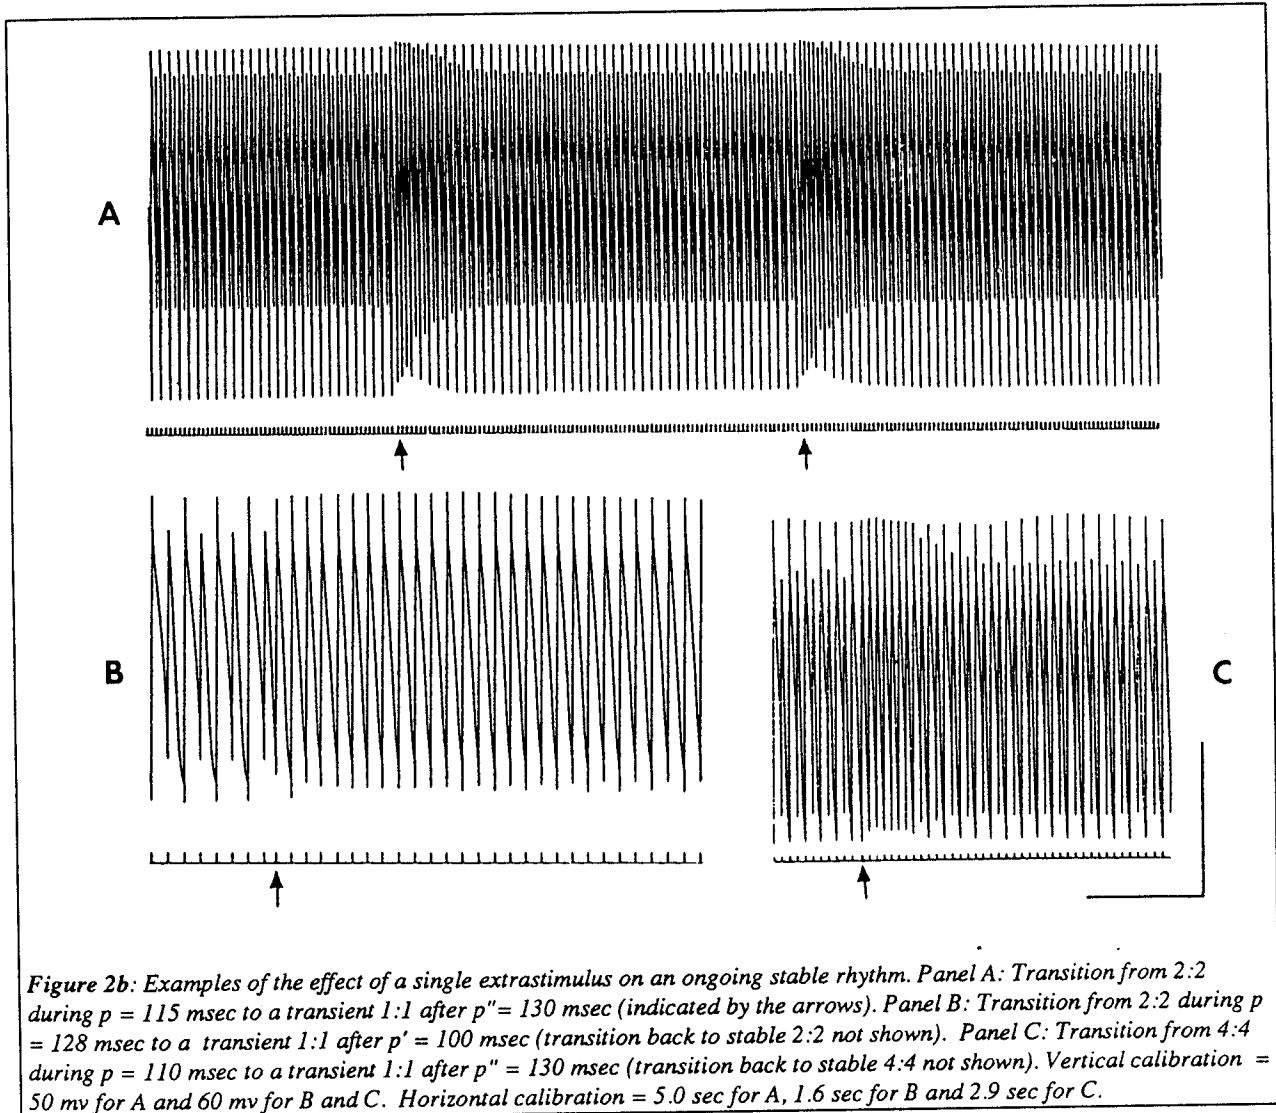 A
B
C
Figure 2b: Examples of the effect of a single extrastimulus on an ongoing stable rhythm. Panel A: Transition from 2:2
during p = 115 msec to a transient 1:1 after p"= 130 msec (indicated by the arrows). Panel B: Transition from 2:2 during p
= 128 msec to a transient 1:1 after p' = 100 msec (transition back to stable 2:2 not shown). Panel C: Transition from 4:4
during p = 110 msec to a transient 1:1 after p" = 130 msec (transition back to stable 4:4 not shown). Vertical calibration =
50 mv for A and 60 mv for B and C. Horizontal calibration = 5.0 sec for A, 1.6 sec for B and 2.9 sec for C.